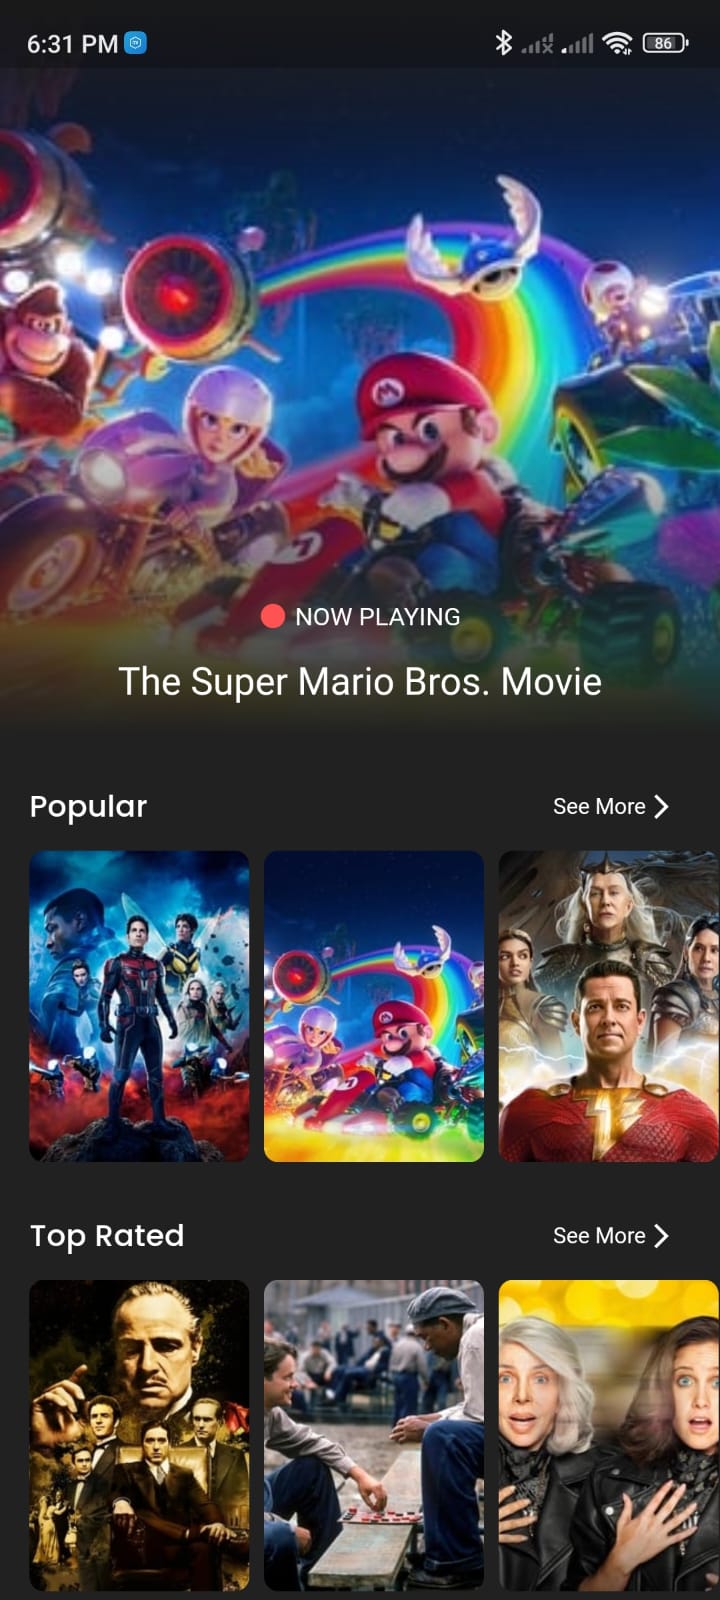 6:31 PM
86
NOW PLAYING
The Super Mario Bros. Movie
Popular
See More
Top Rated
See More